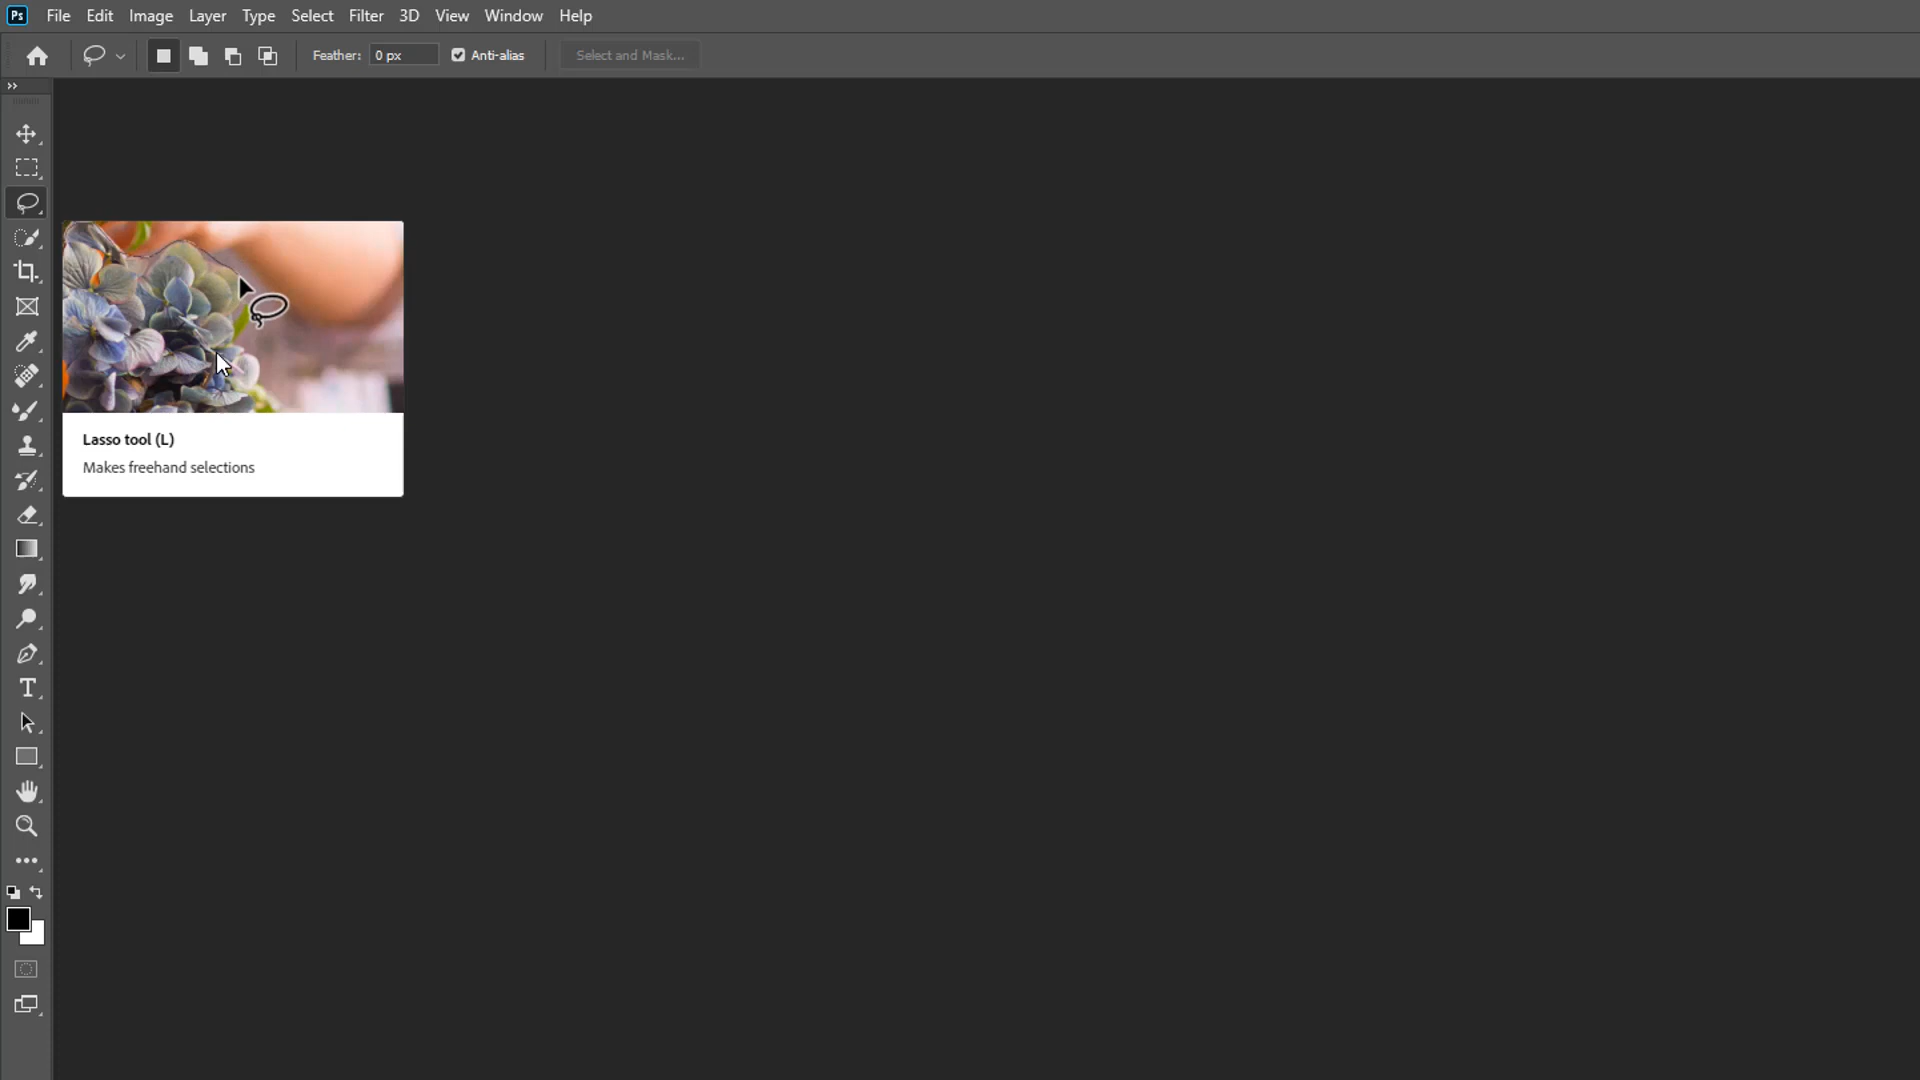 Ps File Edit Image Layer Type Select Filter 3D View Window Help
Feather: 0 px Anti-alias Select and Mask...
Lasso tool (L)
Makes freehand selections